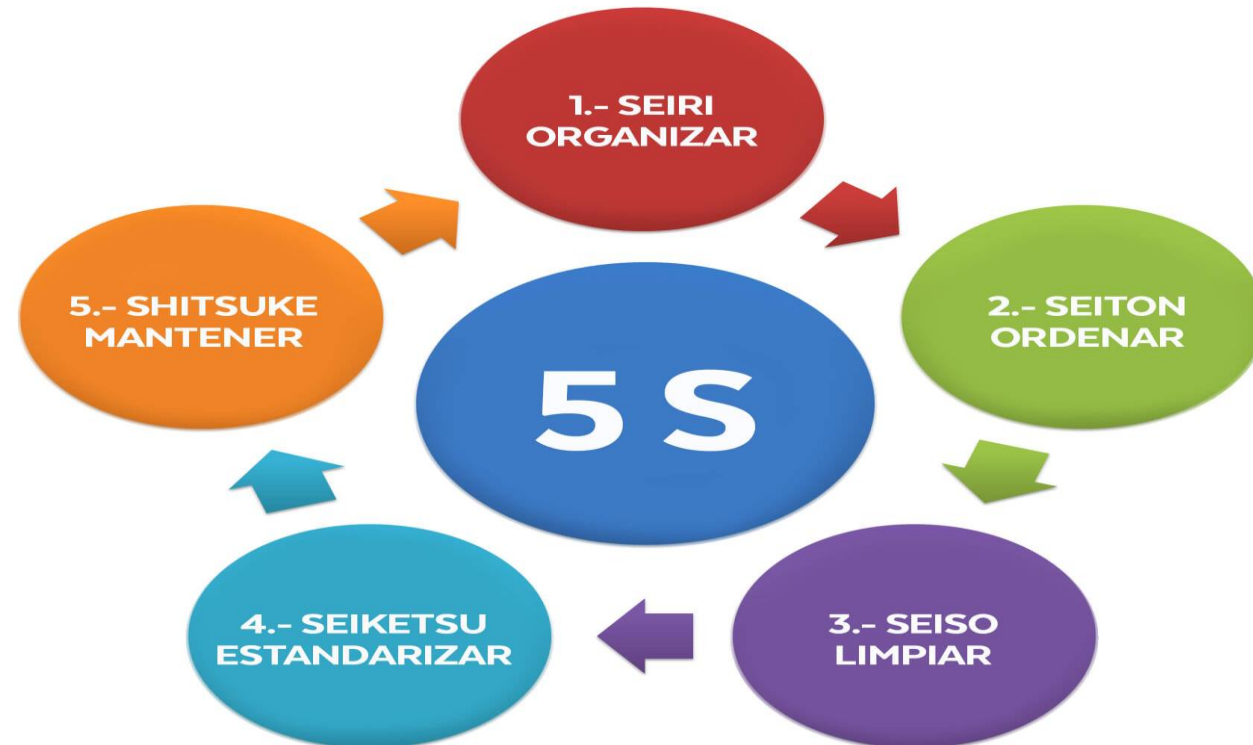 1.- SEIRI
ORGANIZAR
2.- SEITON
ORDENAR
3.- SEISO
LIMPIAR
4.- SEIKETSU
ESTANDARIZAR
5.- SHITSUKE
MANTENER
5 S